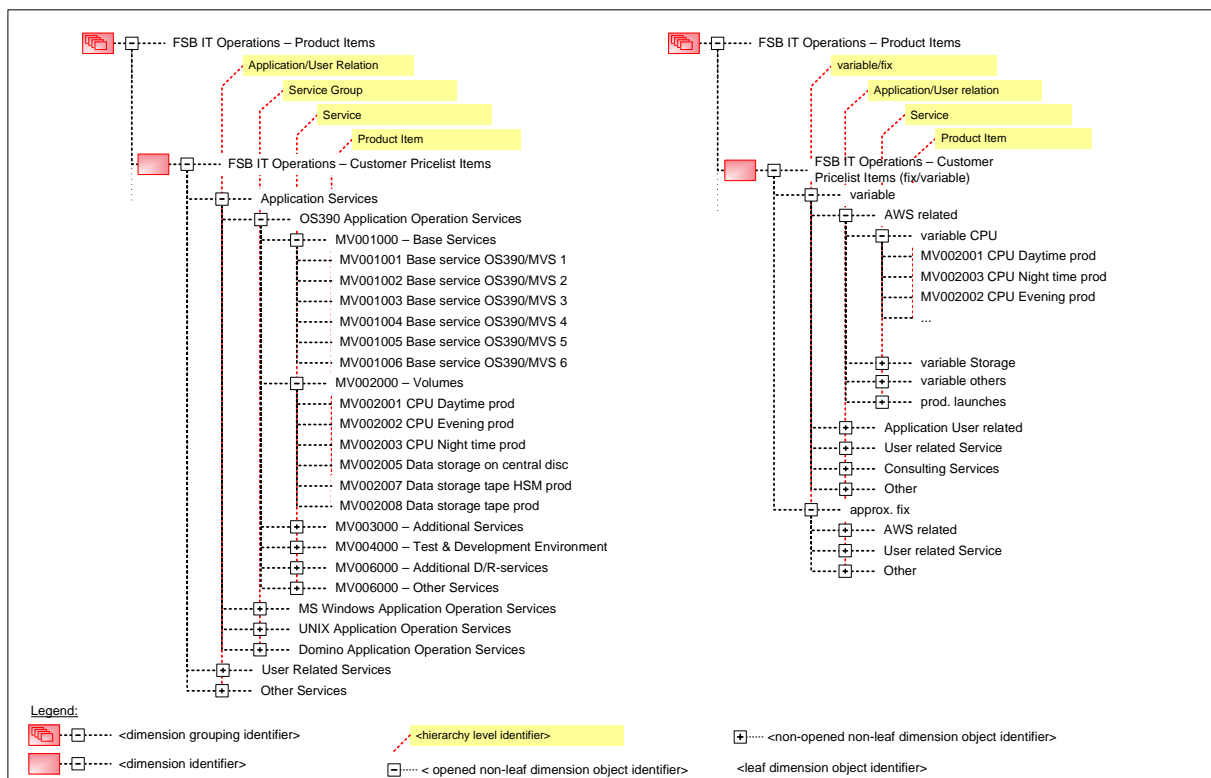 FSB IT Operations – Product Items
Application/User Relation
Service Group
Service
Product Item
FSB IT Operations – Customer Pricelist Items
Application Services
OS390 Application Operation Services
MV001000 – Base Services
MV001001 Base service OS390/MVS 1
MV001002 Base service OS390/MVS 2
MV001003 Base service OS390/MVS 3
MV001004 Base service OS390/MVS 4
MV001005 Base service OS390/MVS 5
MV001006 Base service OS390/MVS 6
MV002000 – Volumes
MV002001 CPU Daytime prod
MV002002 CPU Evening prod
MV002003 CPU Night time prod
MV002005 Data storage on central disc
MV002007 Data storage tape HSM prod
MV002008 Data storage tape prod
MV003000 – Additional Services
MV004000 – Test & Development Environment
MV006000 – Additional D/R-services
MV006000 – Other Services
MS Windows Application Operation Services
UNIX Application Operation Services
Domino Application Operation Services
User Related Services
Other Services
FSB IT Operations – Product Items
variable/fix
Application/User relation
Service
Product Item
FSB IT Operations – Customer
Pricelist Items (fix/variable)
variable
AWS related
variable CPU
MV002001 CPU Daytime prod
MV002003 CPU Night time prod
MV002002 CPU Evening prod
...
variable Storage
variable others
prod. launches
Application User related
User related Service
Consulting Services
Other
approx. fix
AWS related
User related Service
Other
Legend:
<dimension grouping identifier>
<dimension identifier>
<hierarchy level identifier>
< opened non-leaf dimension object identifier>
<non-opened non-leaf dimension object identifier>
<leaf dimension object identifier>